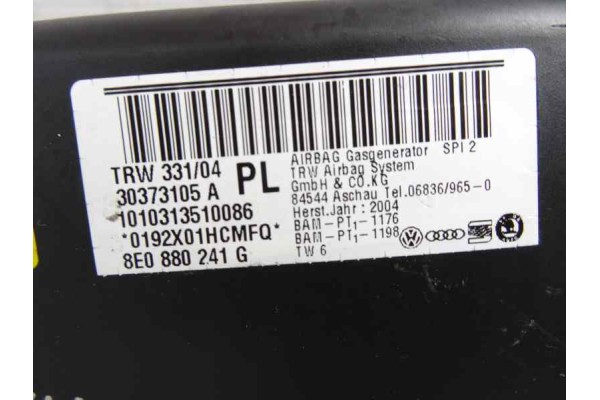 TRW 331/04 PL
30373105 A
1010313510086
*0192X01HCMFQ*
8E0 880 241 G
AIRBAG Gasgenerator SPI 2
TRW Airbag System
GmbH & CO.KG
84544 Aschau Tel.06836/965-0
Herst.Jahr : 2004
BAM-PT1-1176
BAM-PT1-1198
TW 6